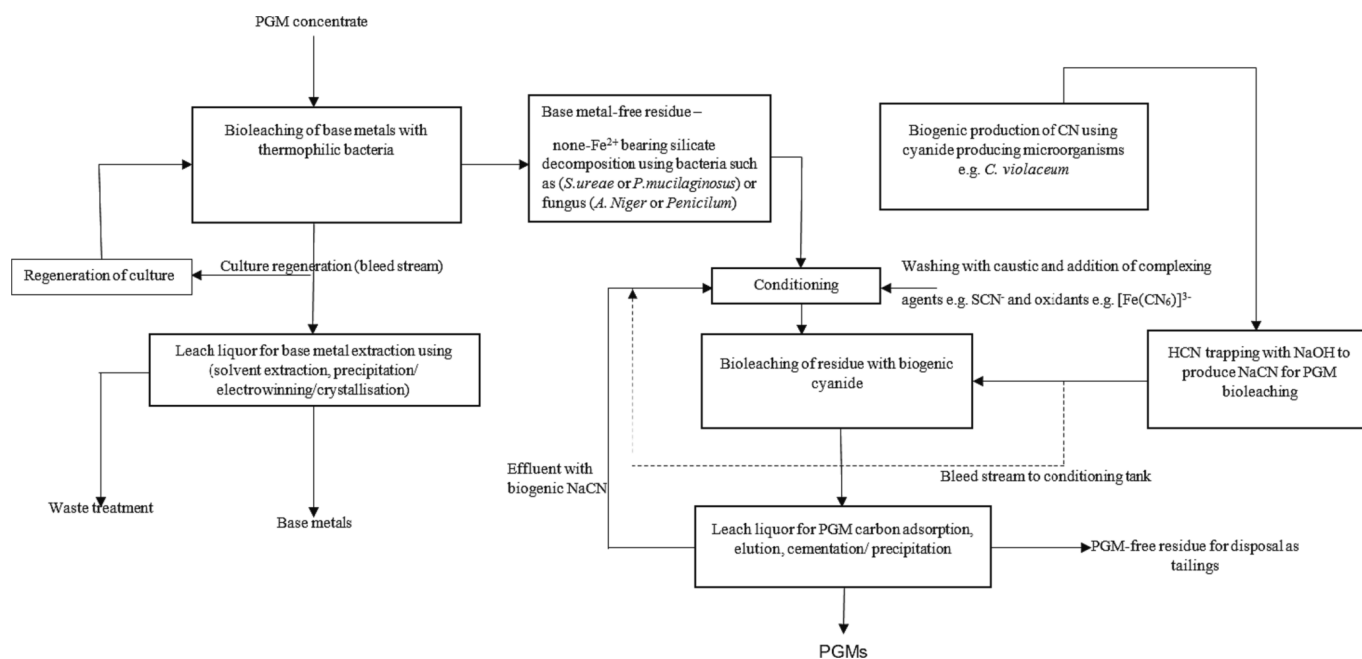 PGM concentrate
Bioleaching of base metals with
thermophilic bacteria
Base metal-free residue –
none-Fe²⁺ bearing silicate
decomposition using bacteria such
as (S.ureae or P.mucilaginosus) or
fungus (A. Niger or Penicilum)
Biogenic production of CN using
cyanide producing microorganisms
e.g. C. violaceum
Regeneration of culture
Culture regeneration (bleed stream)
Conditioning
Washing with caustic and addition of complexing
agents e.g. SCN⁻ and oxidants e.g. [Fe(CN₆)]³⁻
Leach liquor for base metal extraction using
(solvent extraction, precipitation/
electrowinning/crystallisation)
Bioleaching of residue with biogenic
cyanide
HCN trapping with NaOH to
produce NaCN for PGM
bioleaching
Effluent with
biogenic NaCN
Bleed stream to conditioning tank
Waste treatment
Base metals
Leach liquor for PGM carbon adsorption,
elution, cementation/ precipitation
PGM-free residue for disposal as
tailings
PGMs